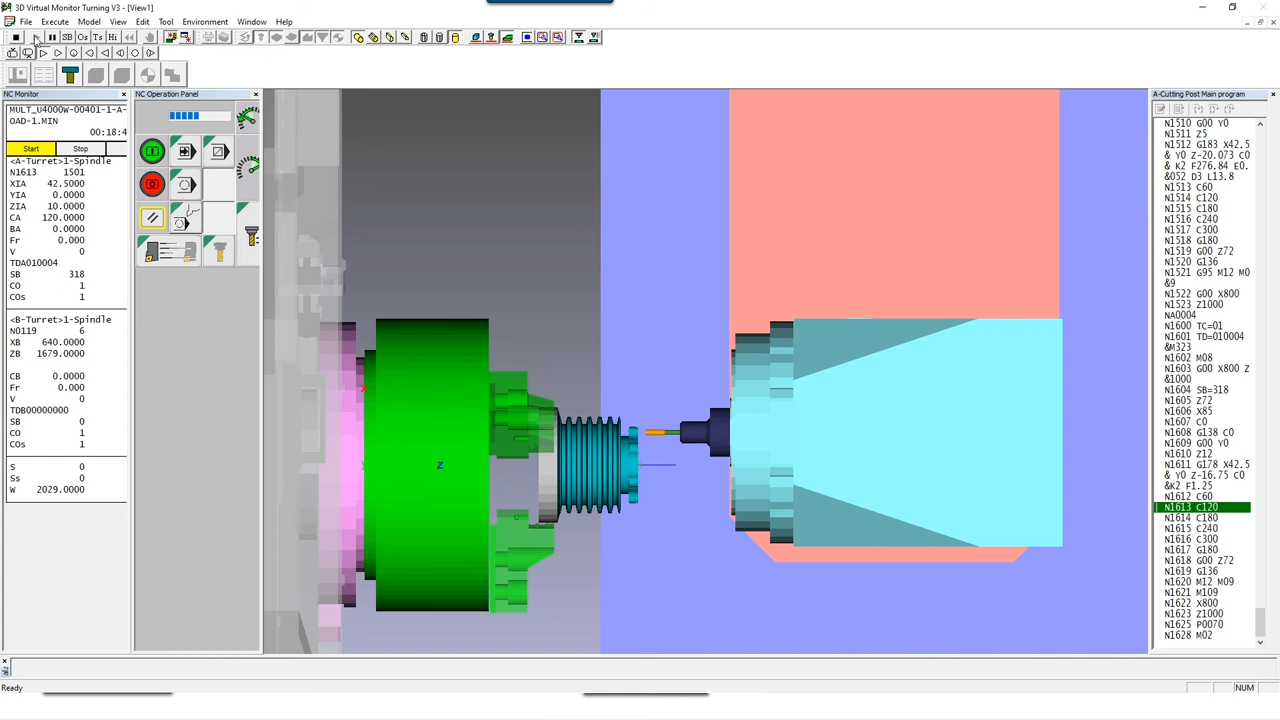 3D Virtual Monitor Turning V3 - [View1]
File Execute Model View Edit Tool Environment Window Help
SB Os Ts Hi
NC Monitor
NC Operation Panel
A-Cutting Post Main program
MULT_U4000W-00401-1-A-
OAD-1.MIN
00:18:4
Start Stop
<A-Turret>1-Spindle
N1613 1501
XIA 42.5000
YIA 0.0000
ZIA 10.0000
CA 120.0000
BA 0.0000
Fr 0.000
V 0
TDA010004
SB 318
CO 1
COs 1
<B-Turret>1-Spindle
N0119 6
XB 640.0000
ZB 1679.0000
CB 0.0000
Fr 0.000
V 0
TDB00000000
SB 0
CO 1
COs 1
S 0
Ss 0
W 2029.0000
X
Y
Z
N1510 G00 Y0
N1511 Z5
N1512 G183 X42.5
& Y0 Z-20.073 C0
& K2 F276.84 E0.
&052 D3 L13.8
N1513 C60
N1514 C120
N1515 C180
N1516 C240
N1517 C300
N1518 G180
N1519 G00 Z72
N1520 G136
N1521 G95 M12 M0
&9
N1522 G00 X800
N1523 Z1000
NA0004
N1600 TC=01
N1601 TD=010004
&M323
N1602 M08
N1603 G00 X800 Z
&1000
N1604 SB=318
N1605 Z72
N1606 X85
N1607 C0
N1608 G138 C0
N1609 G00 Y0
N1610 Z12
N1611 G178 X42.5
& Y0 Z-16.75 C0
&K2 F1.25
N1612 C60
N1613 C120
N1614 C180
N1615 C240
N1616 C300
N1617 G180
N1618 G00 Z72
N1619 G136
N1620 M12 M09
N1621 M109
N1622 X800
N1623 Z1000
N1625 P0070
N1628 M02
Ready
NUM